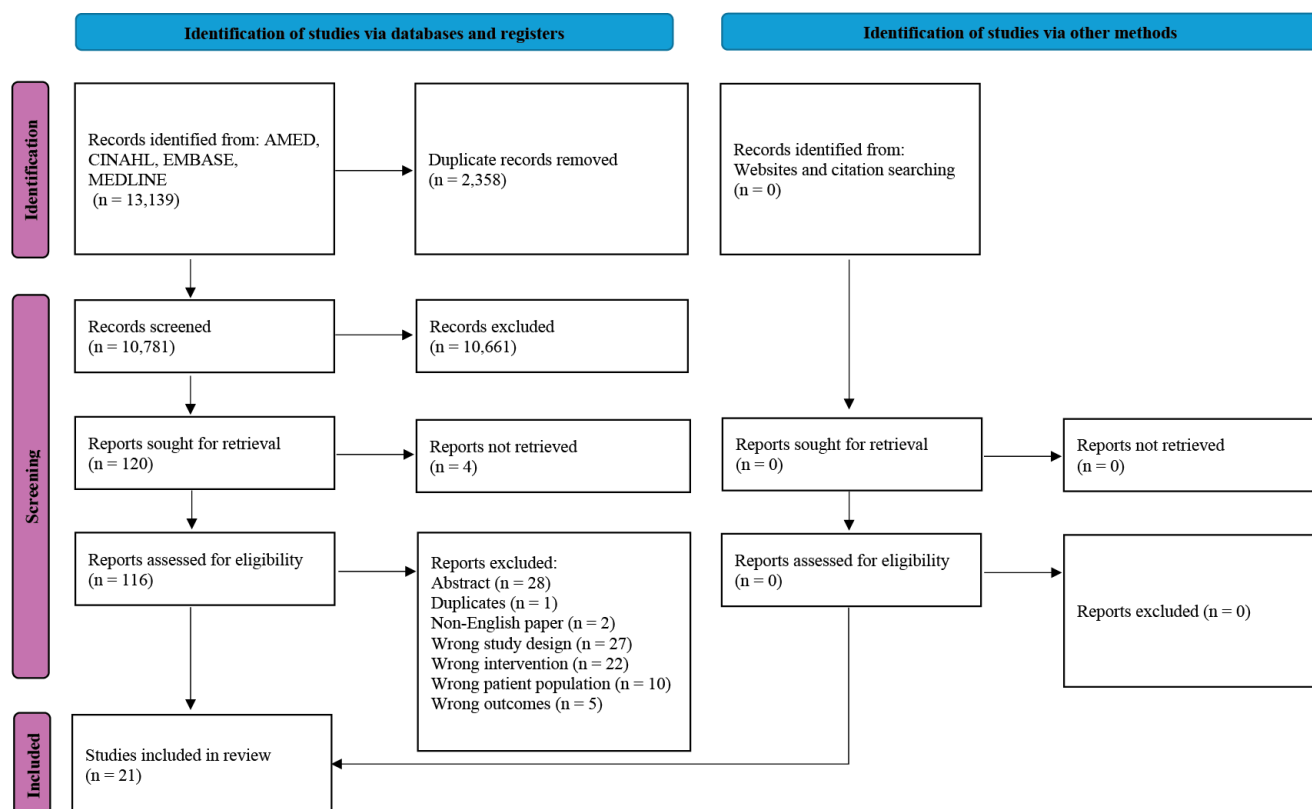 Identification of studies via databases and registers
Identification of studies via other methods
Identification
Records identified from: AMED,
CINAHL, EMBASE,
MEDLINE
(n = 13,139)
Duplicate records removed
(n = 2,358)
Records identified from:
Websites and citation searching
(n = 0)
Screening
Records screened
(n = 10,781)
Records excluded
(n = 10,661)
Reports sought for retrieval
(n = 120)
Reports not retrieved
(n = 4)
Reports sought for retrieval
(n = 0)
Reports not retrieved
(n = 0)
Reports assessed for eligibility
(n = 116)
Reports excluded:
Abstract (n = 28)
Duplicates (n = 1)
Non-English paper (n = 2)
Wrong study design (n = 27)
Wrong intervention (n = 22)
Wrong patient population (n = 10)
Wrong outcomes (n = 5)
Reports assessed for eligibility
(n = 0)
Reports excluded (n = 0)
Included
Studies included in review
(n = 21)